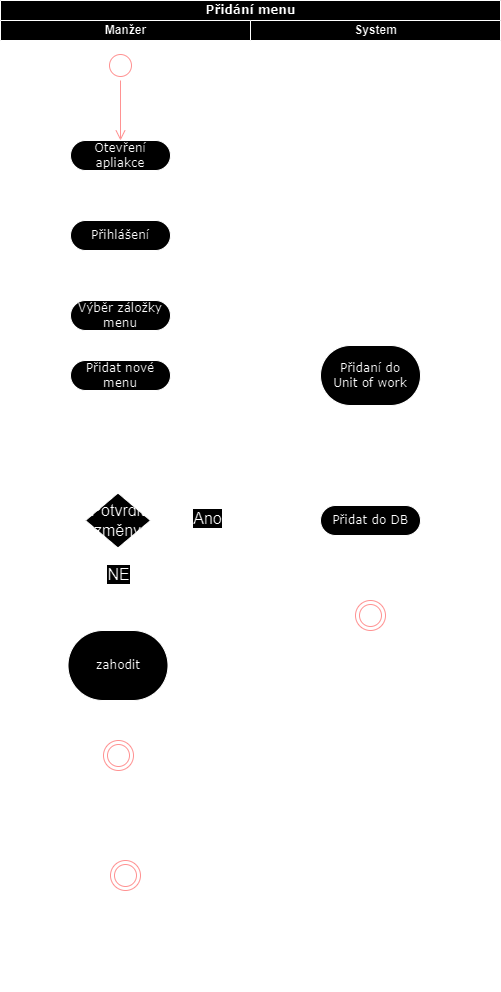 Přidání menu
Manžer
System
Otevření
apliakce
Přihlášení
Výběr záložky
menu
Přidat nové
menu
Přidaní do
Unit of work
Potvrdit
změny
Ano
Přidat do DB
NE
zahodit